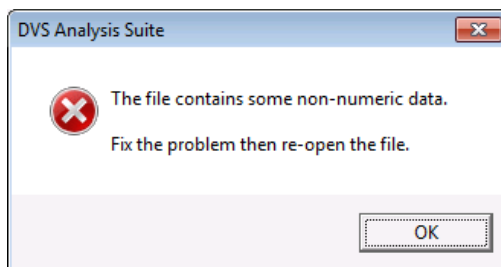 DVS Analysis Suite
The file contains some non-numeric data.
Fix the problem then re-open the file.
OK